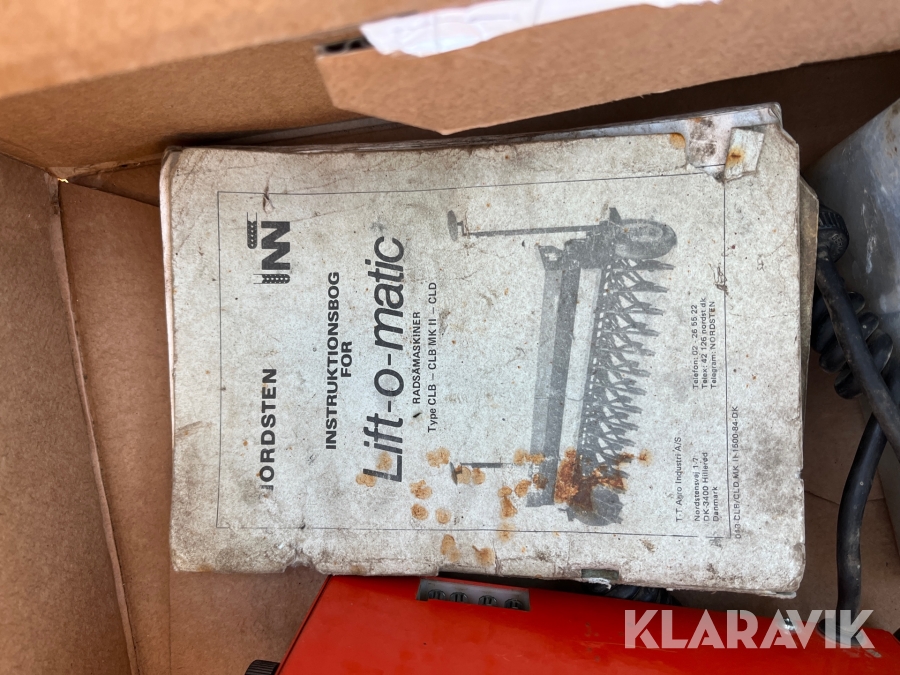 NORDSTEN
NN
INSTRUKTIONSBOG
FOR
Lift-o-matic
RADSÅMASKINER
Type CLB – CLB MK II – CLD
T.T. Agro Industri A/S
Nordstensvej 1-7
DK-3400 Hillerød
Danmark
Telefon: 02 - 26 55 22
Telex: 42 126 nordst dk
Telegram: NORDSTEN
KLARAVIK